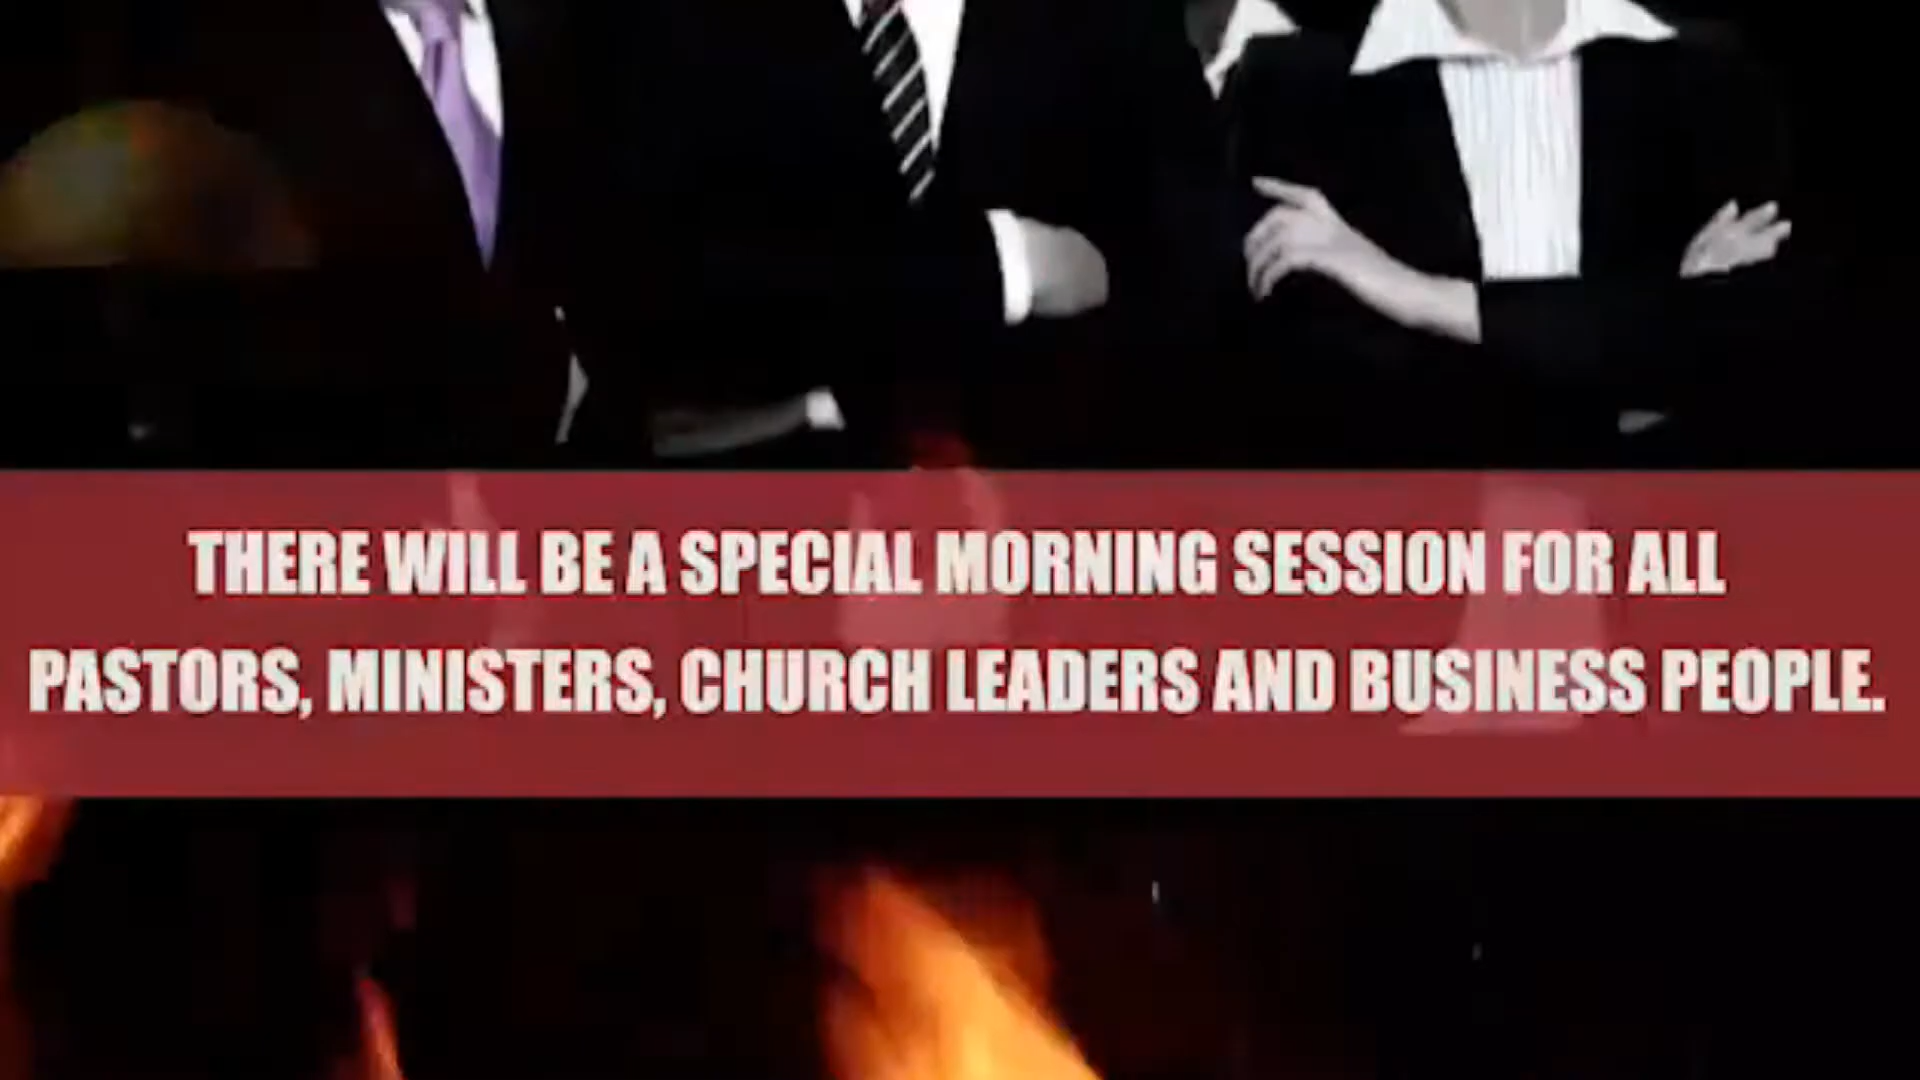 THERE WILL BE A SPECIAL MORNING SESSION FOR ALL
PASTORS, MINISTERS, CHURCH LEADERS AND BUSINESS PEOPLE.